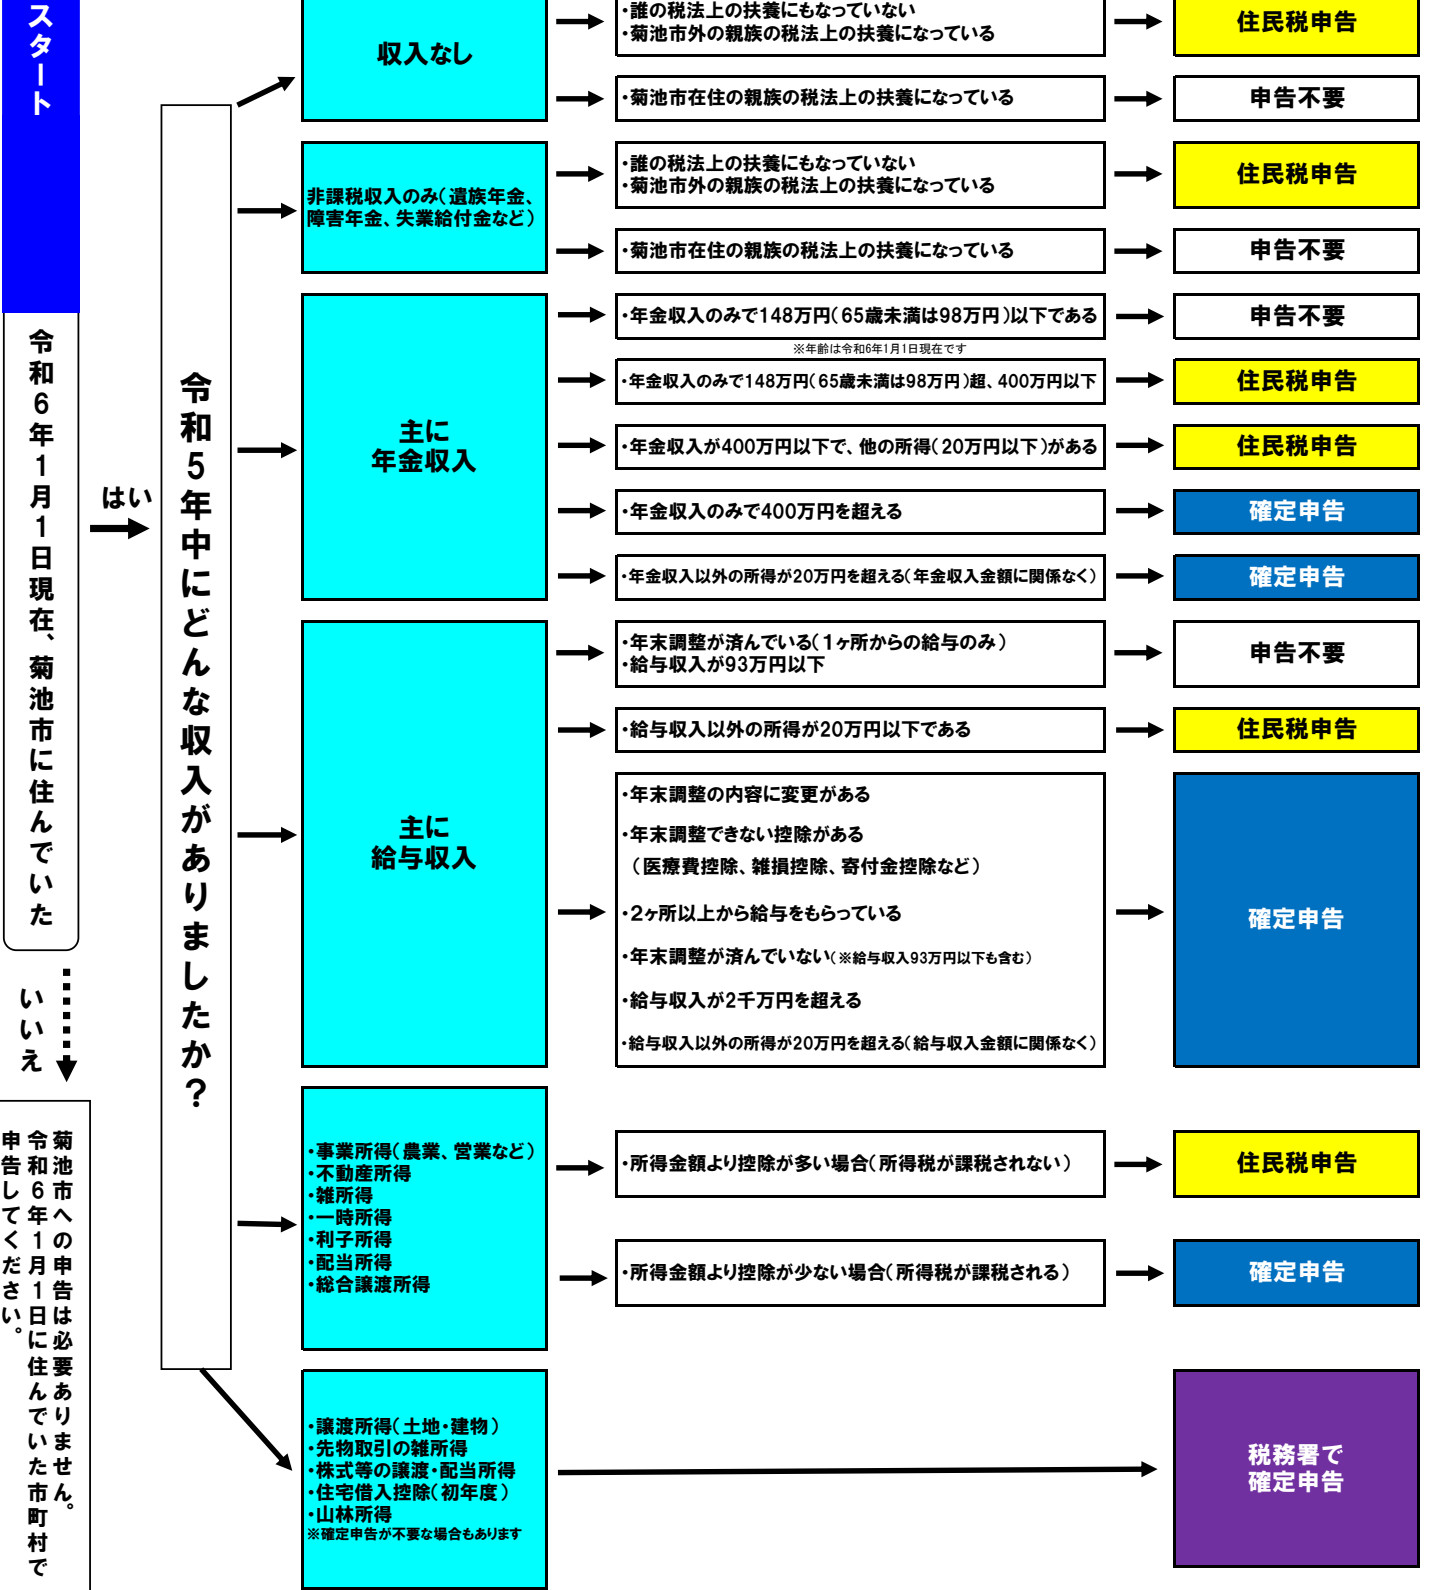 スタート
令和6年1月1日現在、菊池市に住んでいた
はい
いいえ
菊池市への申告は必要ありません。
令和6年1月1日に住んでいた市町村で
申告してください。
令和5年中にどんな収入がありましたか?
収入なし
・誰の税法上の扶養にもなっていない
・菊池市外の親族の税法上の扶養になっている
住民税申告
・菊池市在住の親族の税法上の扶養になっている
申告不要
非課税収入のみ(遺族年金、
障害年金、失業給付金など)
・誰の税法上の扶養にもなっていない
・菊池市外の親族の税法上の扶養になっている
住民税申告
・菊池市在住の親族の税法上の扶養になっている
申告不要
主に
年金収入
・年金収入のみで148万円(65歳未満は98万円)以下である
申告不要
※年齢は令和6年1月1日現在です
・年金収入のみで148万円(65歳未満は98万円)超、400万円以下
住民税申告
・年金収入が400万円以下で、他の所得(20万円以下)がある
住民税申告
・年金収入のみで400万円を超える
確定申告
・年金収入以外の所得が20万円を超える(年金収入金額に関係なく)
確定申告
主に
給与収入
・年末調整が済んでいる(1ヶ所からの給与のみ)
・給与収入が93万円以下
申告不要
・給与収入以外の所得が20万円以下である
住民税申告
・年末調整の内容に変更がある
・年末調整できない控除がある
(医療費控除、雑損控除、寄付金控除など)
・2ヶ所以上から給与をもらっている
・年末調整が済んでいない(※給与収入93万円以下も含む)
・給与収入が2千万円を超える
・給与収入以外の所得が20万円を超える(給与収入金額に関係なく)
確定申告
・事業所得(農業、営業など)
・不動産所得
・雑所得
・一時所得
・利子所得
・配当所得
・総合譲渡所得
・所得金額より控除が多い場合(所得税が課税されない)
住民税申告
・所得金額より控除が少ない場合(所得税が課税される)
確定申告
・譲渡所得(土地・建物)
・先物取引の雑所得
・株式等の譲渡・配当所得
・住宅借入控除(初年度)
・山林所得
※確定申告が不要な場合もあります
税務署で
確定申告